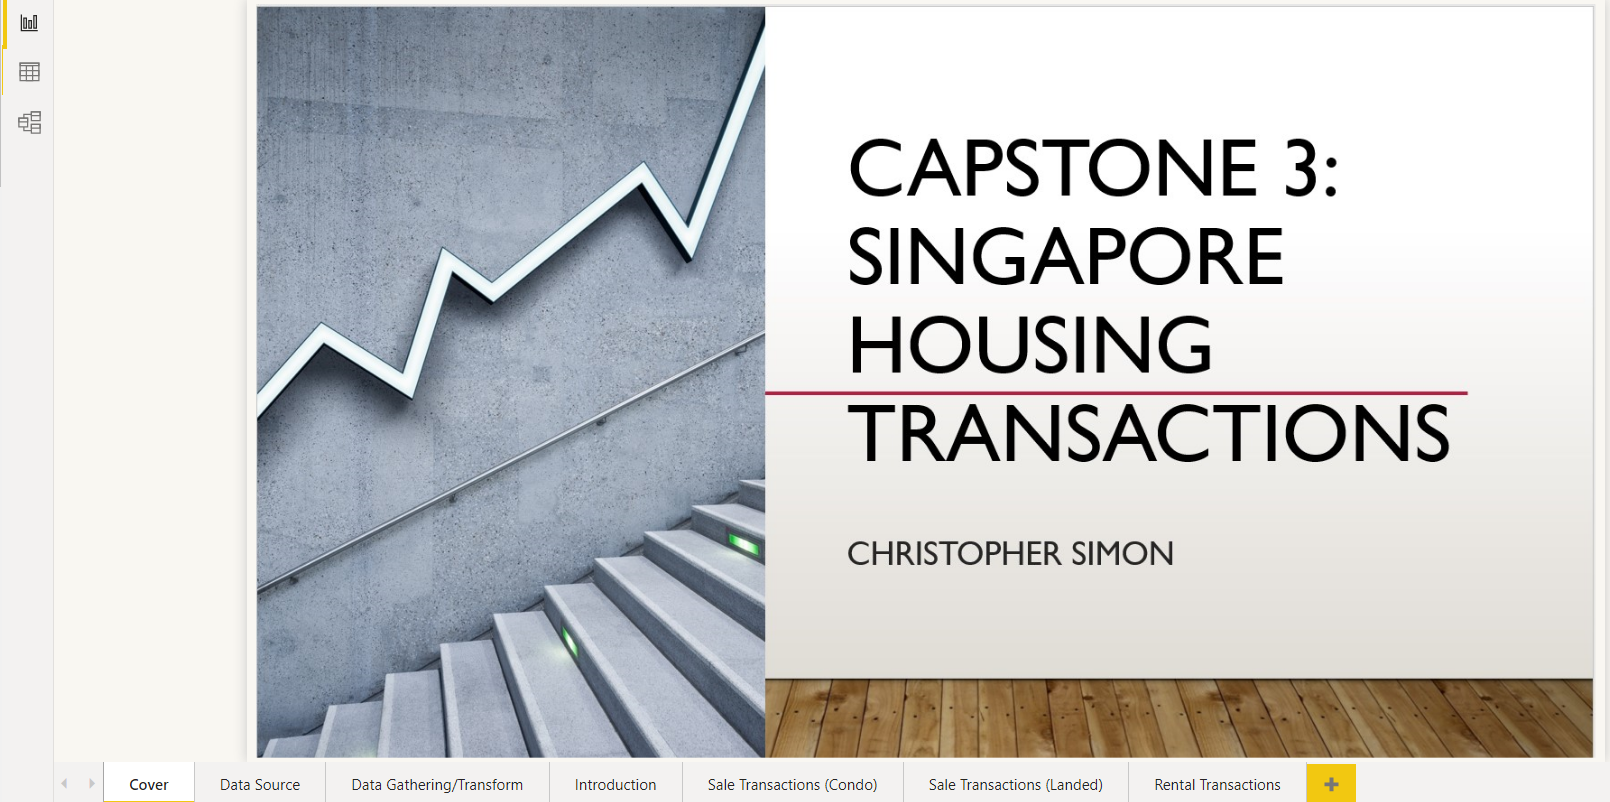 CAPSTONE 3:
SINGAPORE
HOUSING
TRANSACTIONS
CHRISTOPHER SIMON
Cover
Data Source
Data Gathering/Transform
Introduction
Sale Transactions (Condo)
Sale Transactions (Landed)
Rental Transactions